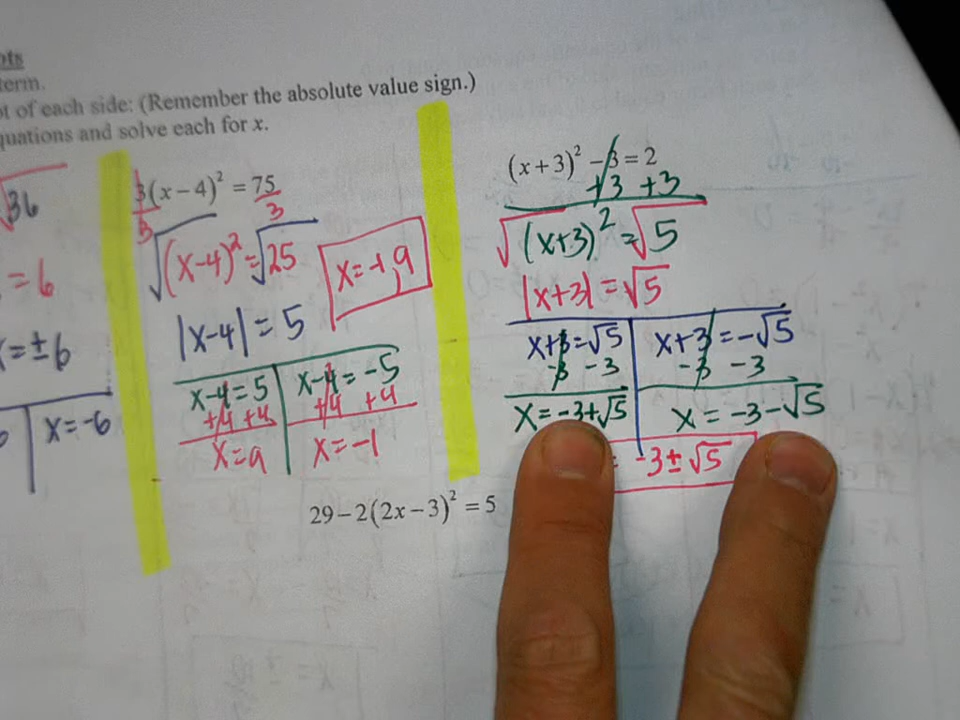 ots
term.
ot of each side: (Remember the absolute value sign.)
quations and solve each for x.
√36
= 6
x = ±6
x = -6
3(x − 4)² = 75
3 3
√(x-4)² = √25
x = -1, 9
|x-4| = 5
x-4 = 5 x-4 = -5
+4 +4 +4 +4
x = 9 x = -1
(x + 3)² − 3 = 2
+3 +3
√(x+3)² = √5
|x+3| = √5
x+3 = √5 x+3 = -√5
-3 -3 -3 -3
x = -3+√5 x = -3-√5
= -3 ± √5
29 − 2(2x − 3)² = 5